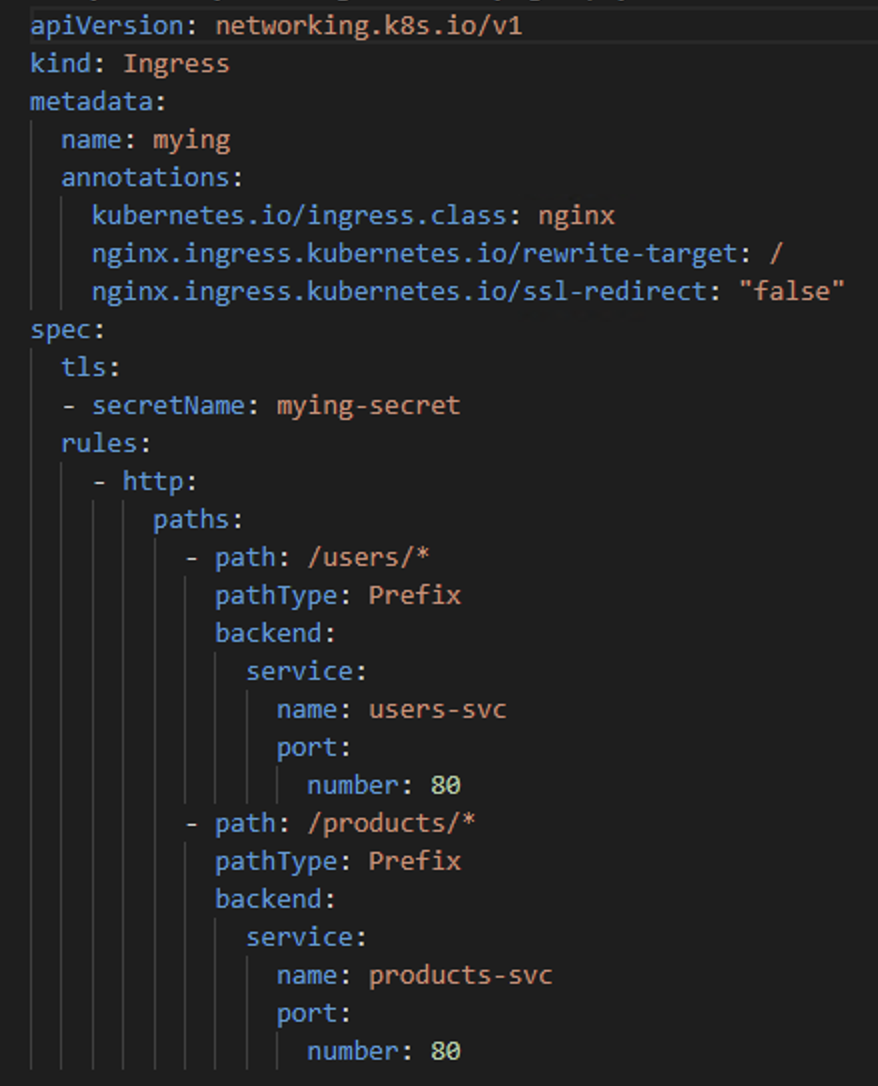 apiVersion: networking.k8s.io/v1
kind: Ingress
metadata:
  name: mying
  annotations:
    kubernetes.io/ingress.class: nginx
    nginx.ingress.kubernetes.io/rewrite-target: /
    nginx.ingress.kubernetes.io/ssl-redirect: "false"
spec:
  tls:
  - secretName: mying-secret
  rules:
    - http:
        paths:
          - path: /users/*
            pathType: Prefix
            backend:
              service:
                name: users-svc
                port:
                  number: 80
          - path: /products/*
            pathType: Prefix
            backend:
              service:
                name: products-svc
                port:
                  number: 80